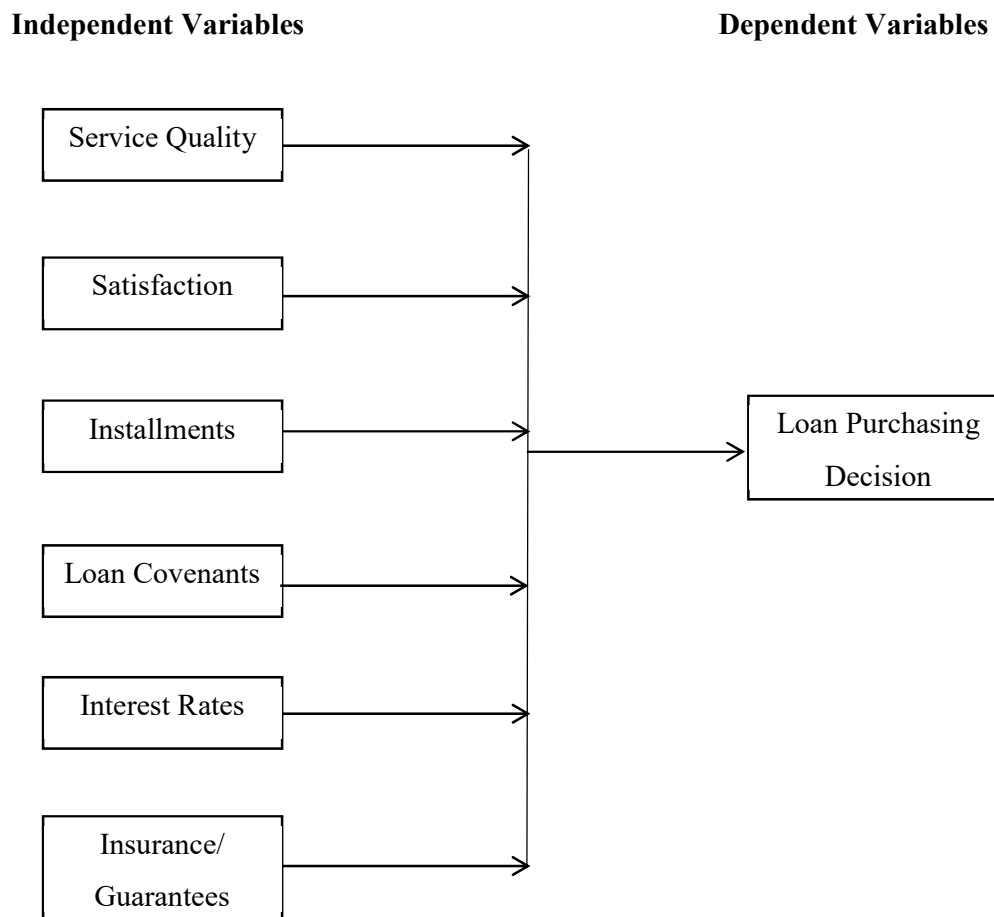 Independent Variables
Dependent Variables
Service Quality
Satisfaction
Installments
Loan Purchasing
Decision
Loan Covenants
Interest Rates
Insurance/
Guarantees